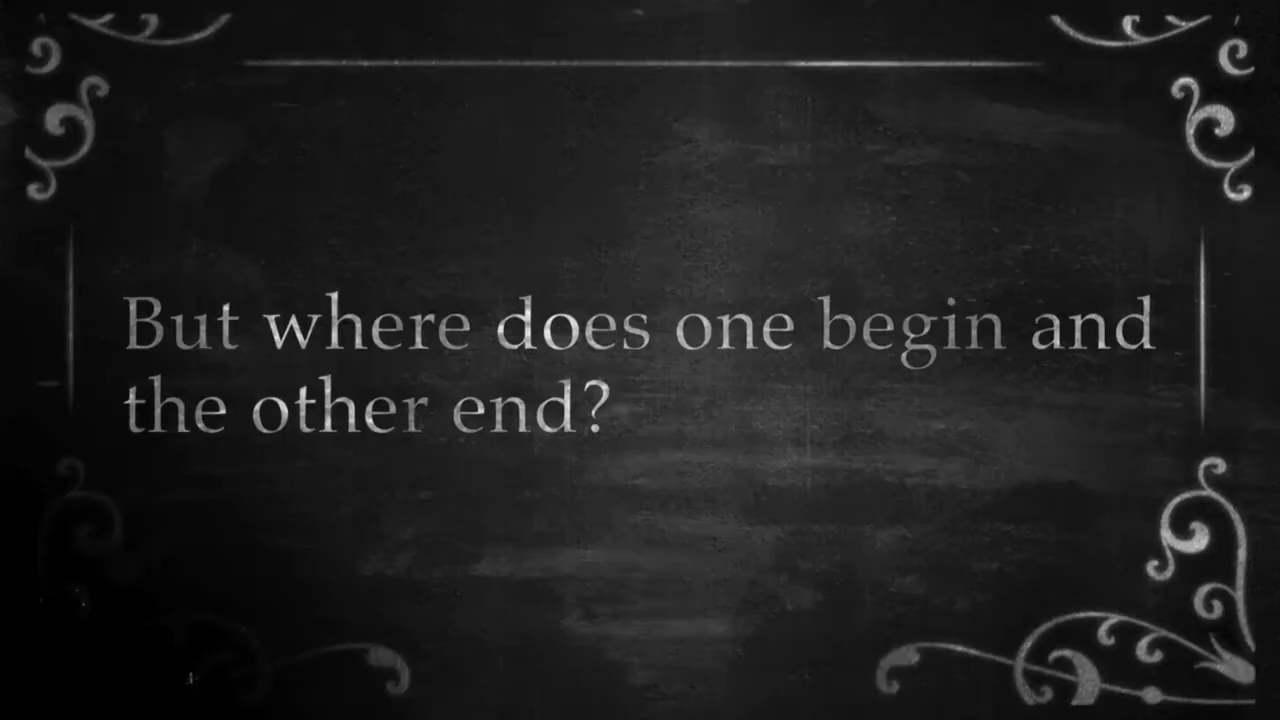 But where does one begin and
the other end?